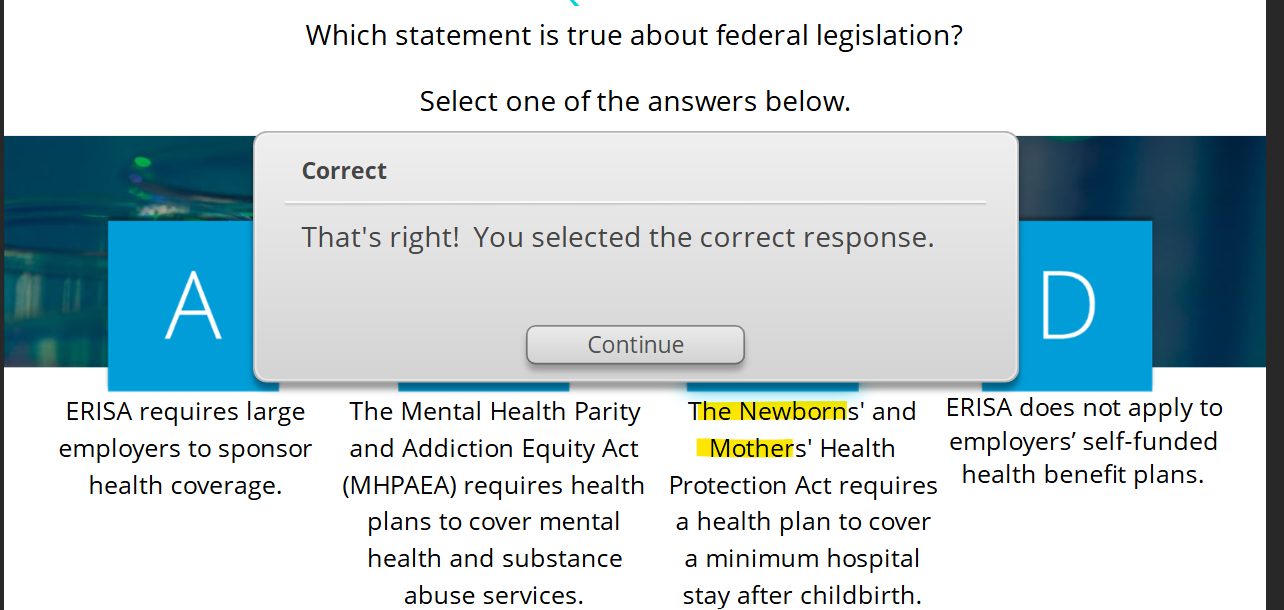 Which statement is true about federal legislation?
Select one of the answers below.
Correct
That's right!  You selected the correct response.
Continue
A
D
ERISA requires large
employers to sponsor
health coverage.
The Mental Health Parity
and Addiction Equity Act
(MHPAEA) requires health
plans to cover mental
health and substance
abuse services.
The Newborns' and
Mothers' Health
Protection Act requires
a health plan to cover
a minimum hospital
stay after childbirth.
ERISA does not apply to
employers’ self-funded
health benefit plans.